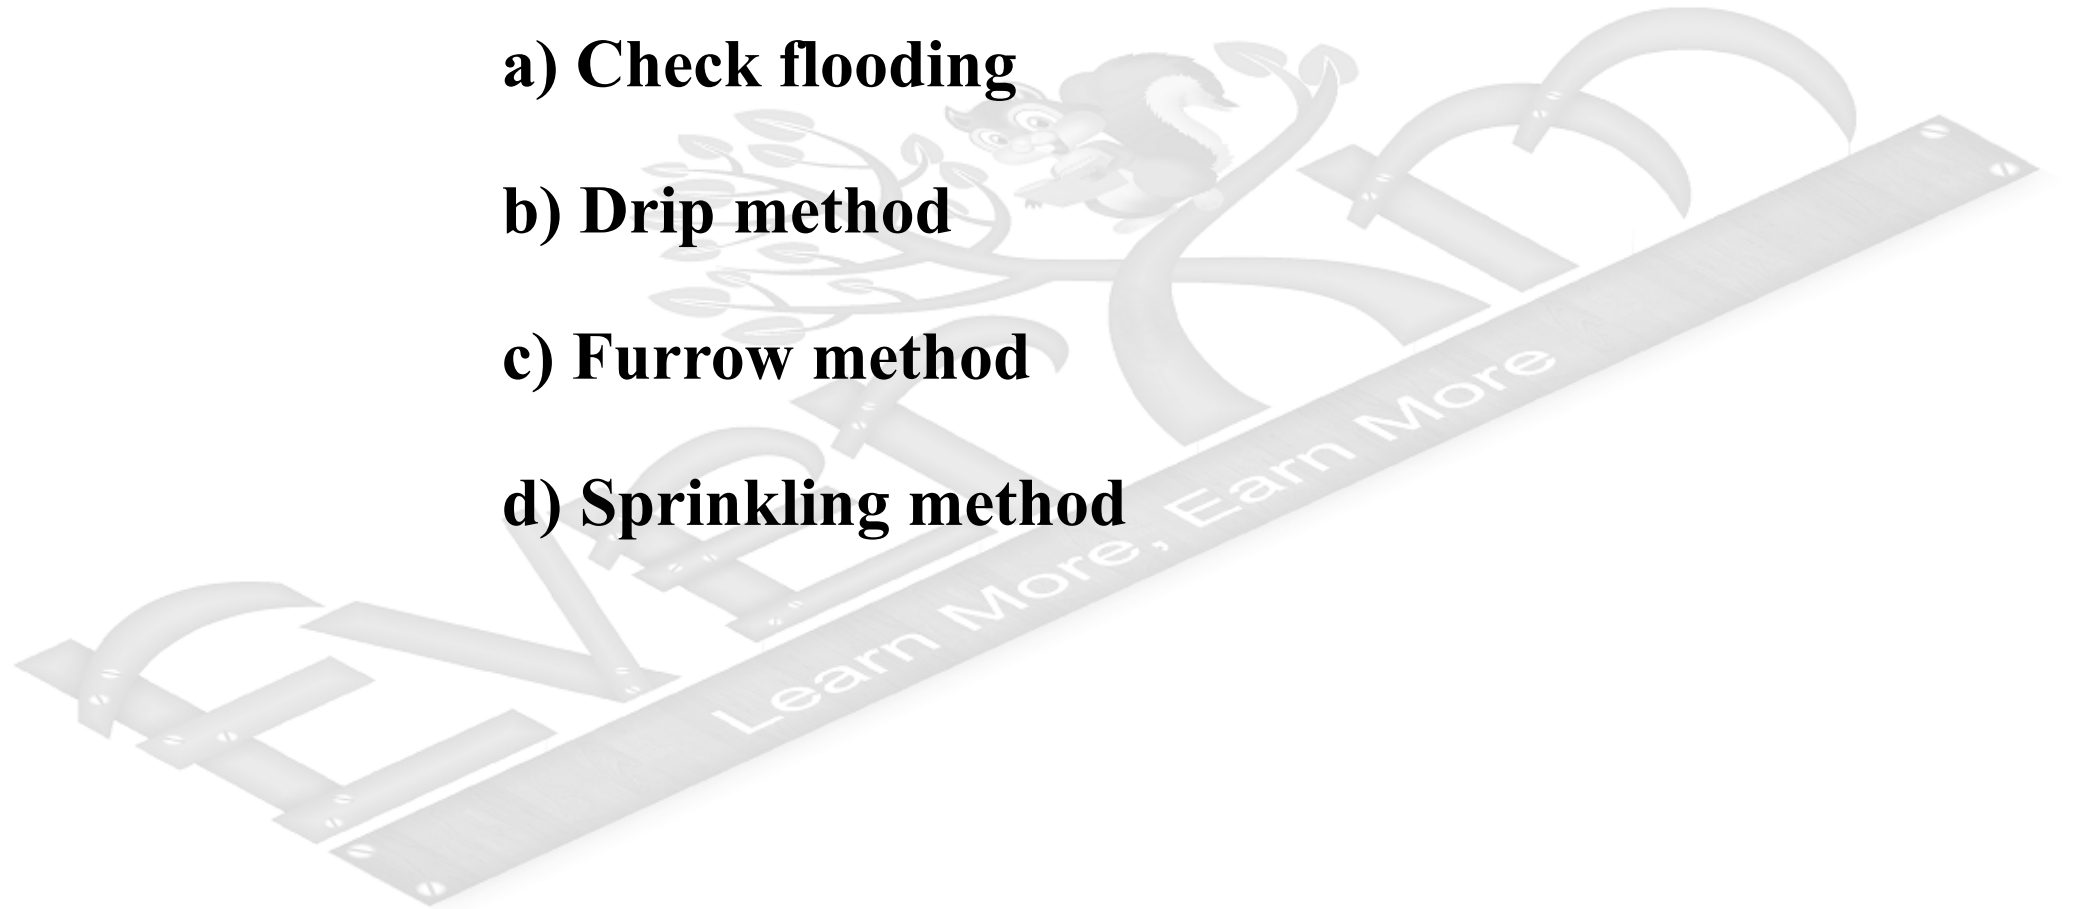 a) Check flooding
b) Drip method
c) Furrow method
d) Sprinkling method
Learn More, Earn More